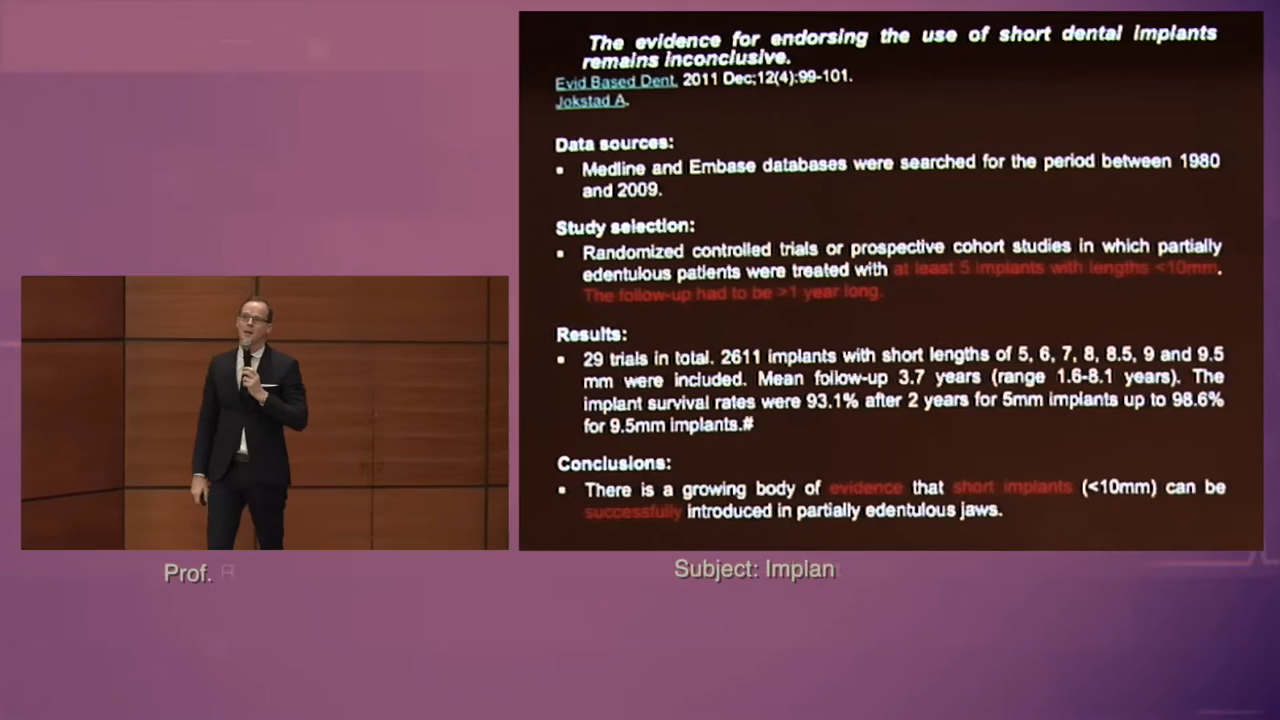 The evidence for endorsing the use of short dental implants
remains inconclusive.
Evid Based Dent. 2011 Dec;12(4):99-101.
Jokstad A.
Data sources:
▪ Medline and Embase databases were searched for the period between 1980
and 2009.
Study selection:
▪ Randomized controlled trials or prospective cohort studies in which partially
edentulous patients were treated with at least 5 implants with lengths <10mm.
The follow-up had to be >1 year long.
Results:
▪ 29 trials in total. 2611 implants with short lengths of 5, 6, 7, 8, 8.5, 9 and 9.5
mm were included. Mean follow-up 3.7 years (range 1.6-8.1 years). The
implant survival rates were 93.1% after 2 years for 5mm implants up to 98.6%
for 9.5mm implants.#
Conclusions:
▪ There is a growing body of evidence that short implants (<10mm) can be
successfully introduced in partially edentulous jaws.
Prof. R
Subject: Implan